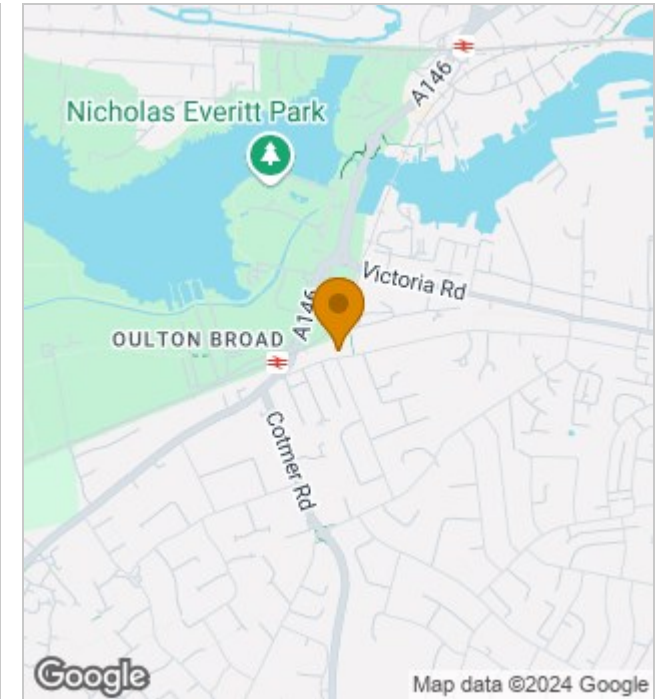 A146
Nicholas Everitt Park
Victoria Rd
A146
OULTON BROAD
Cotmer Rd
Google
Map data ©2024 Google